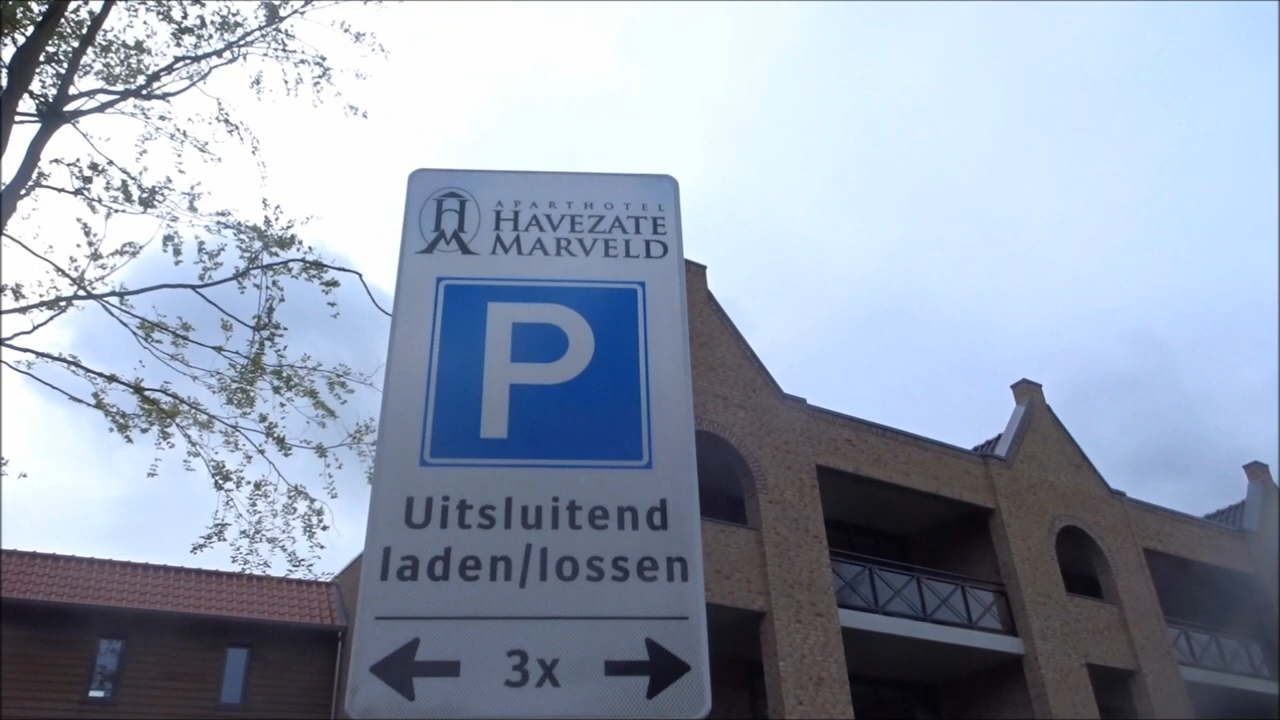 APARTHOTEL
HAVEZATE
MARVELD
P
Uitsluitend
laden/lossen
3x